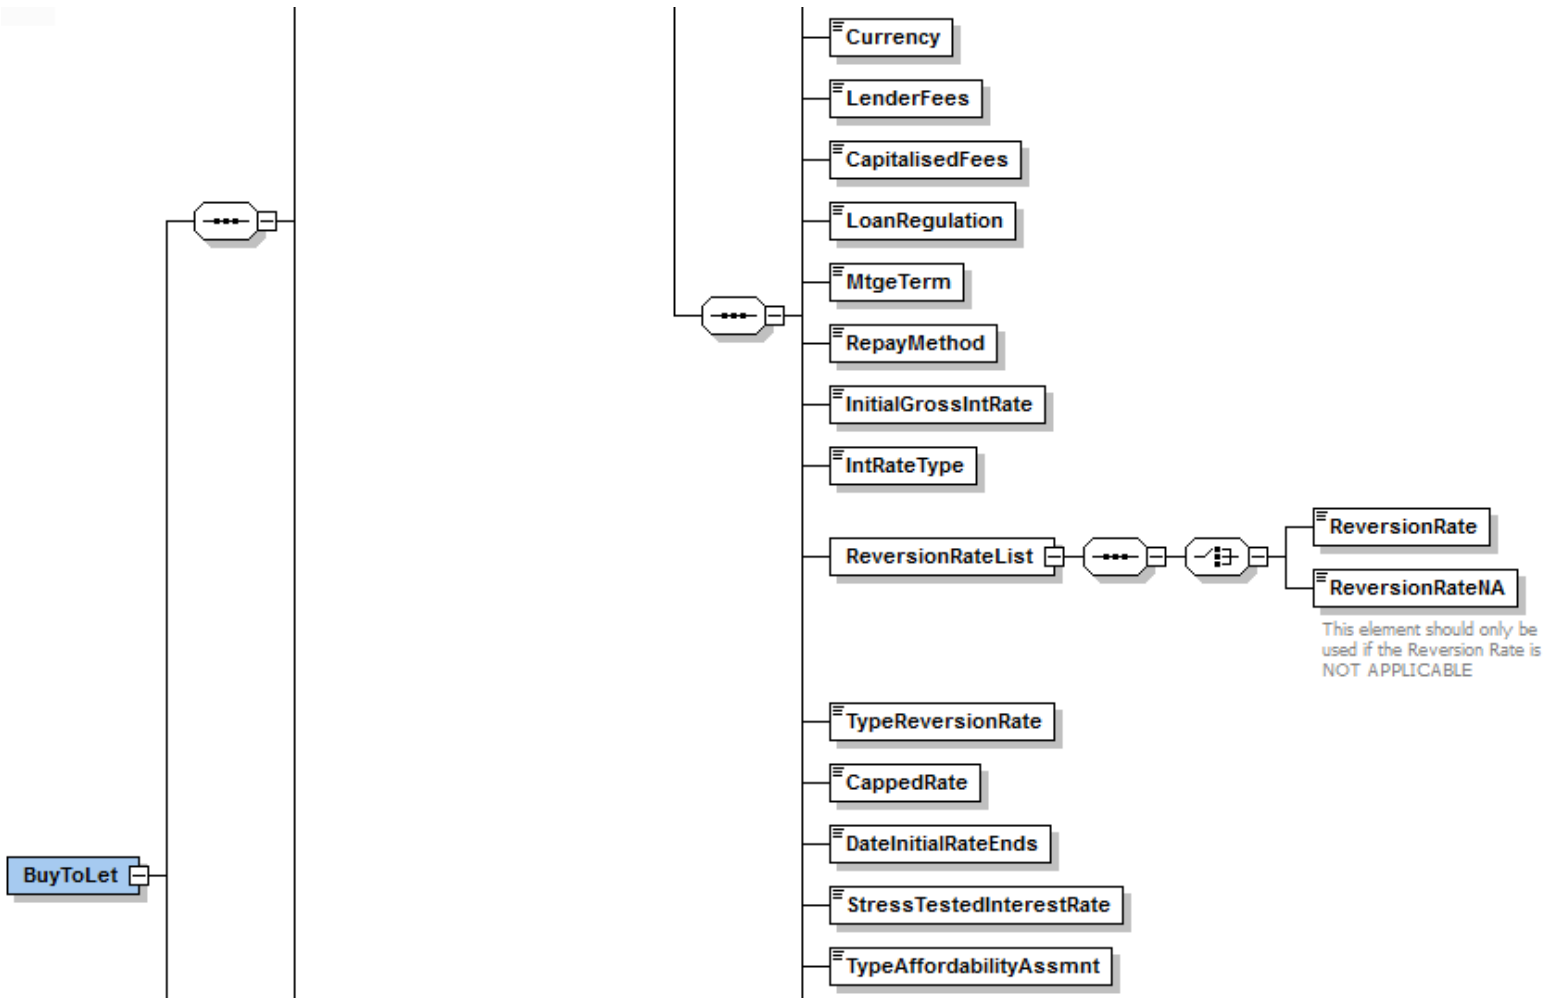 Currency
LenderFees
CapitalisedFees
LoanRegulation
MtgeTerm
RepayMethod
InitialGrossIntRate
IntRateType
ReversionRateList
ReversionRate
ReversionRateNA
This element should only be
used if the Reversion Rate is
NOT APPLICABLE
TypeReversionRate
CappedRate
DateInitialRateEnds
BuyToLet
StressTestedInterestRate
TypeAffordabilityAssmnt